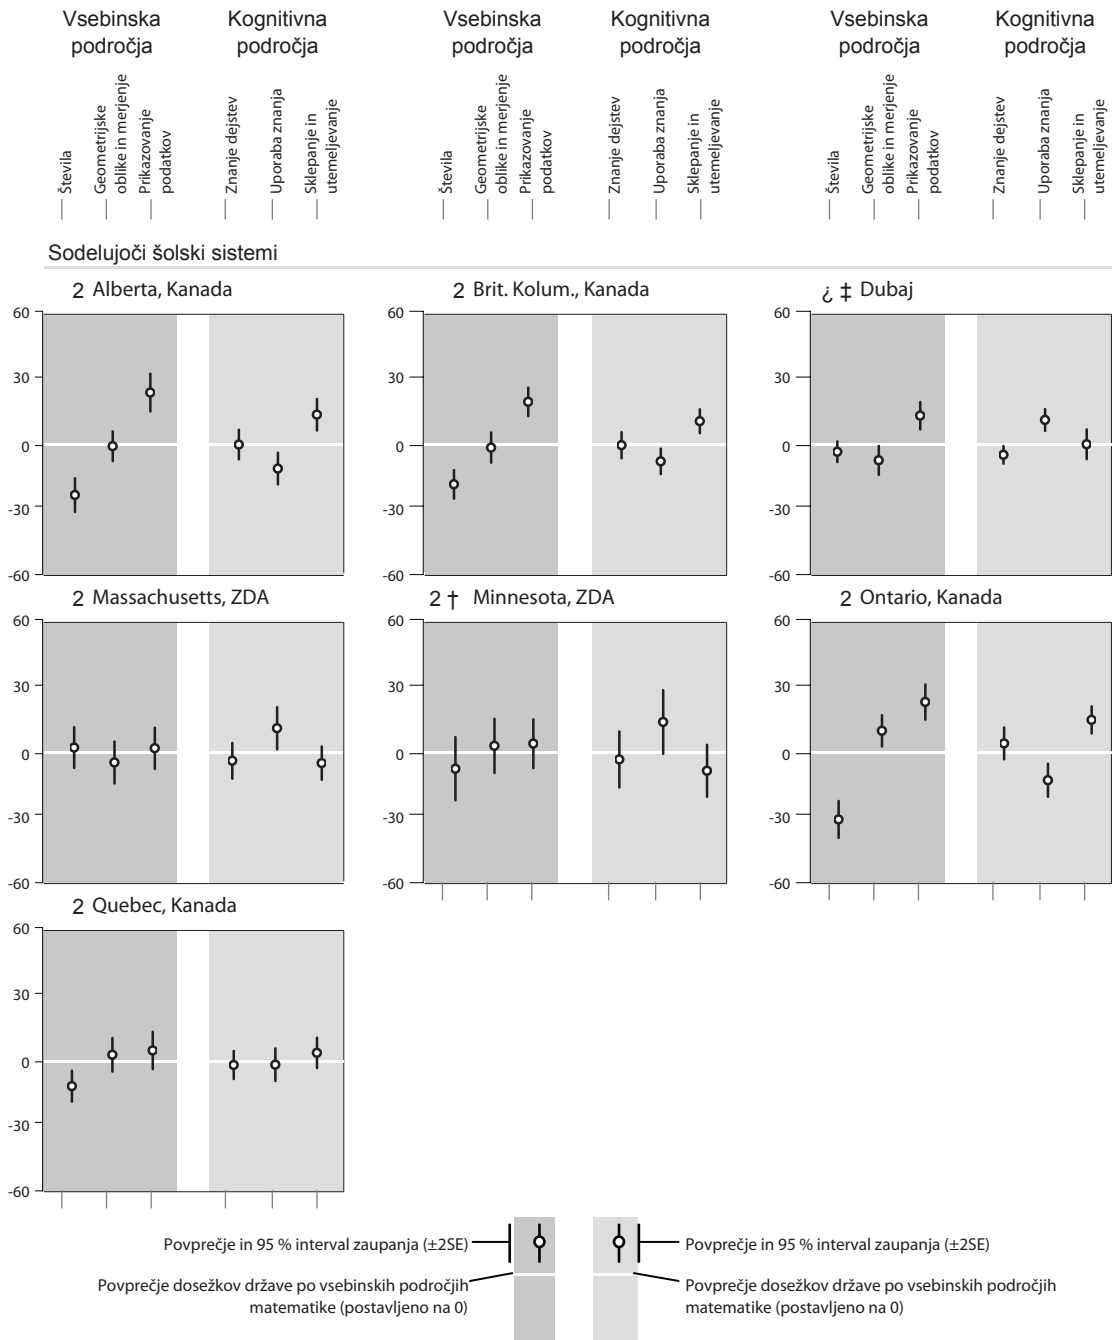 Vsebinska
področja
Kognitivna
področja
Vsebinska
področja
Kognitivna
področja
Vsebinska
področja
Kognitivna
področja
Števila
Geometrijske
oblike in merjenje
Prikazovanje
podatkov
Znanje dejstev
Uporaba znanja
Sklepanje in
utemeljevanje
Števila
Geometrijske
oblike in merjenje
Prikazovanje
podatkov
Znanje dejstev
Uporaba znanja
Sklepanje in
utemeljevanje
Števila
Geometrijske
oblike in merjenje
Prikazovanje
podatkov
Znanje dejstev
Uporaba znanja
Sklepanje in
utemeljevanje
Sodelujoči šolski sistemi
2 Alberta, Kanada
60
30
0
-30
-60
2 Brit. Kolum., Kanada
60
30
0
-30
-60
¿ ‡ Dubaj
60
30
0
-30
-60
2 Massachusetts, ZDA
60
30
0
-30
-60
2 † Minnesota, ZDA
60
30
0
-30
-60
2 Ontario, Kanada
60
30
0
-30
-60
2 Quebec, Kanada
60
30
0
-30
-60
Povprečje in 95 % interval zaupanja (±2SE)
Povprečje dosežkov države po vsebinskih področjih
matematike (postavljeno na 0)
Povprečje in 95 % interval zaupanja (±2SE)
Povprečje dosežkov države po vsebinskih področjih
matematike (postavljeno na 0)